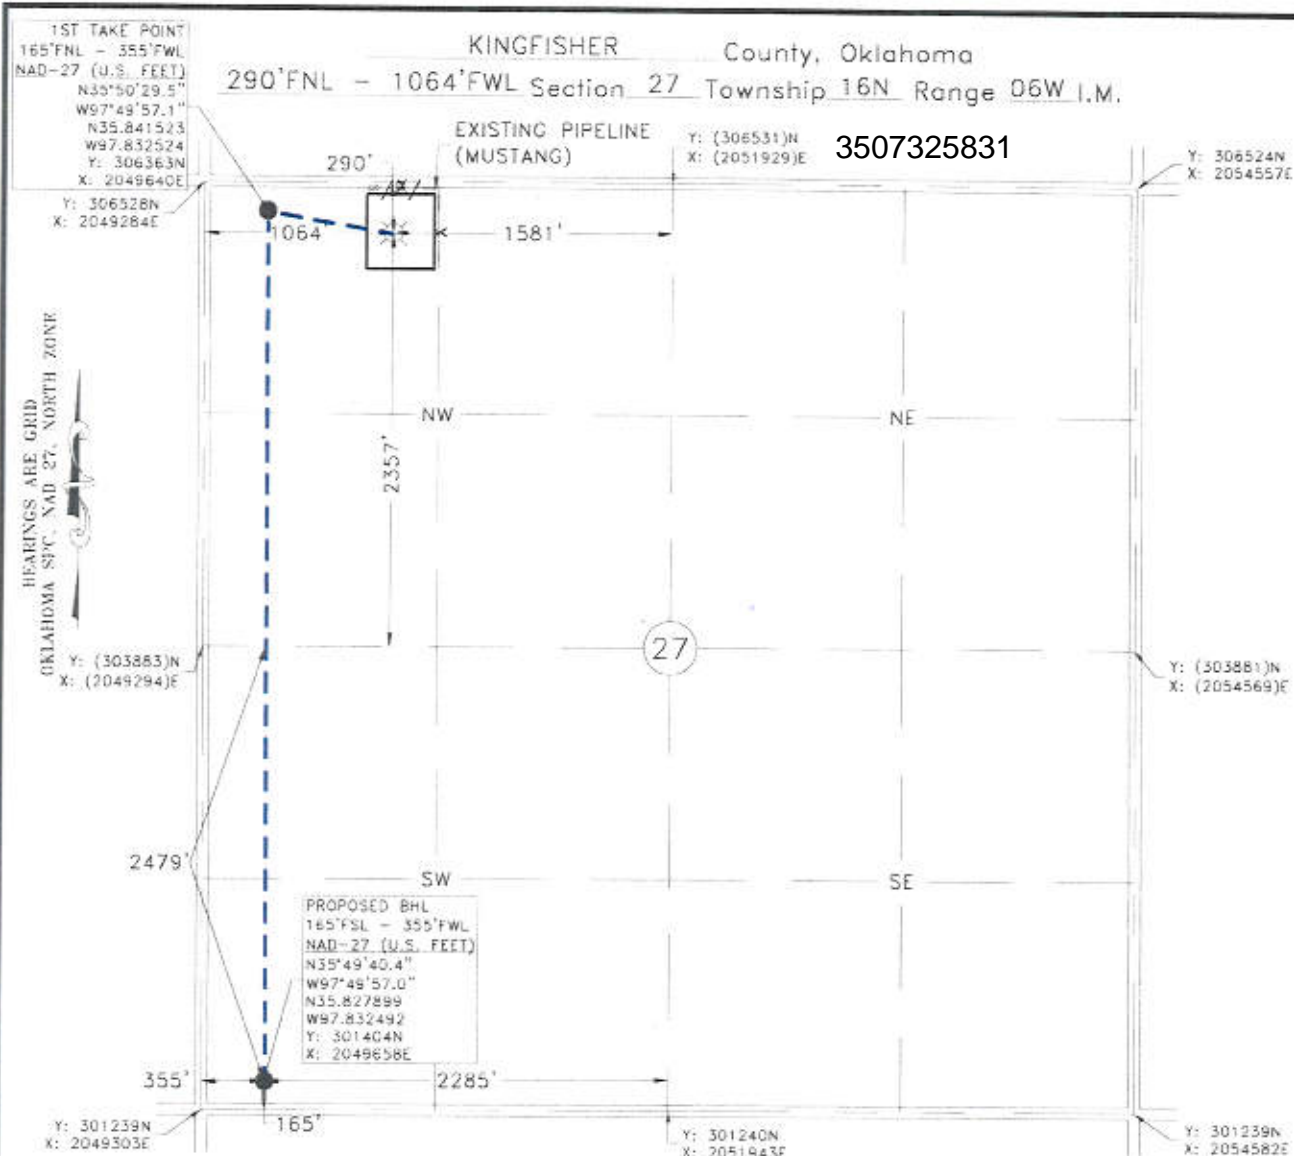 1ST TAKE POINT
165'FNL - 355'FWL
NAD-27 (U.S. FEET)
N35°50'29.5"
W97°49'57.1"
N35.841523
W97.832524
Y: 306363N
X: 2049640E
KINGFISHER County, Oklahoma
290'FNL - 1064'FWL Section 27 Township 16N Range 06W I.M.
EXISTING PIPELINE
(MUSTANG)
Y: (306531)N
X: (2051929)E
3507325831
Y: 306524N
X: 2054557E
Y: 306528N
X: 2049284E
290'
1064'
1581'
BEARINGS ARE GRID
OKLAHOMA SPC, NAD 27, NORTH ZONE
NW
NE
2357'
27
Y: (303883)N
X: (2049294)E
Y: (303881)N
X: (2054569)E
2479'
SW
SE
PROPOSED BHL
165'FSL - 355'FWL
NAD-27 (U.S. FEET)
N35°49'40.4"
W97°49'57.0"
N35.827899
W97.832492
Y: 301404N
X: 2049658E
355'
2285'
165'
Y: 301239N
X: 2049303E
Y: 301240N
X: 2051943E
Y: 301239N
X: 2054582E